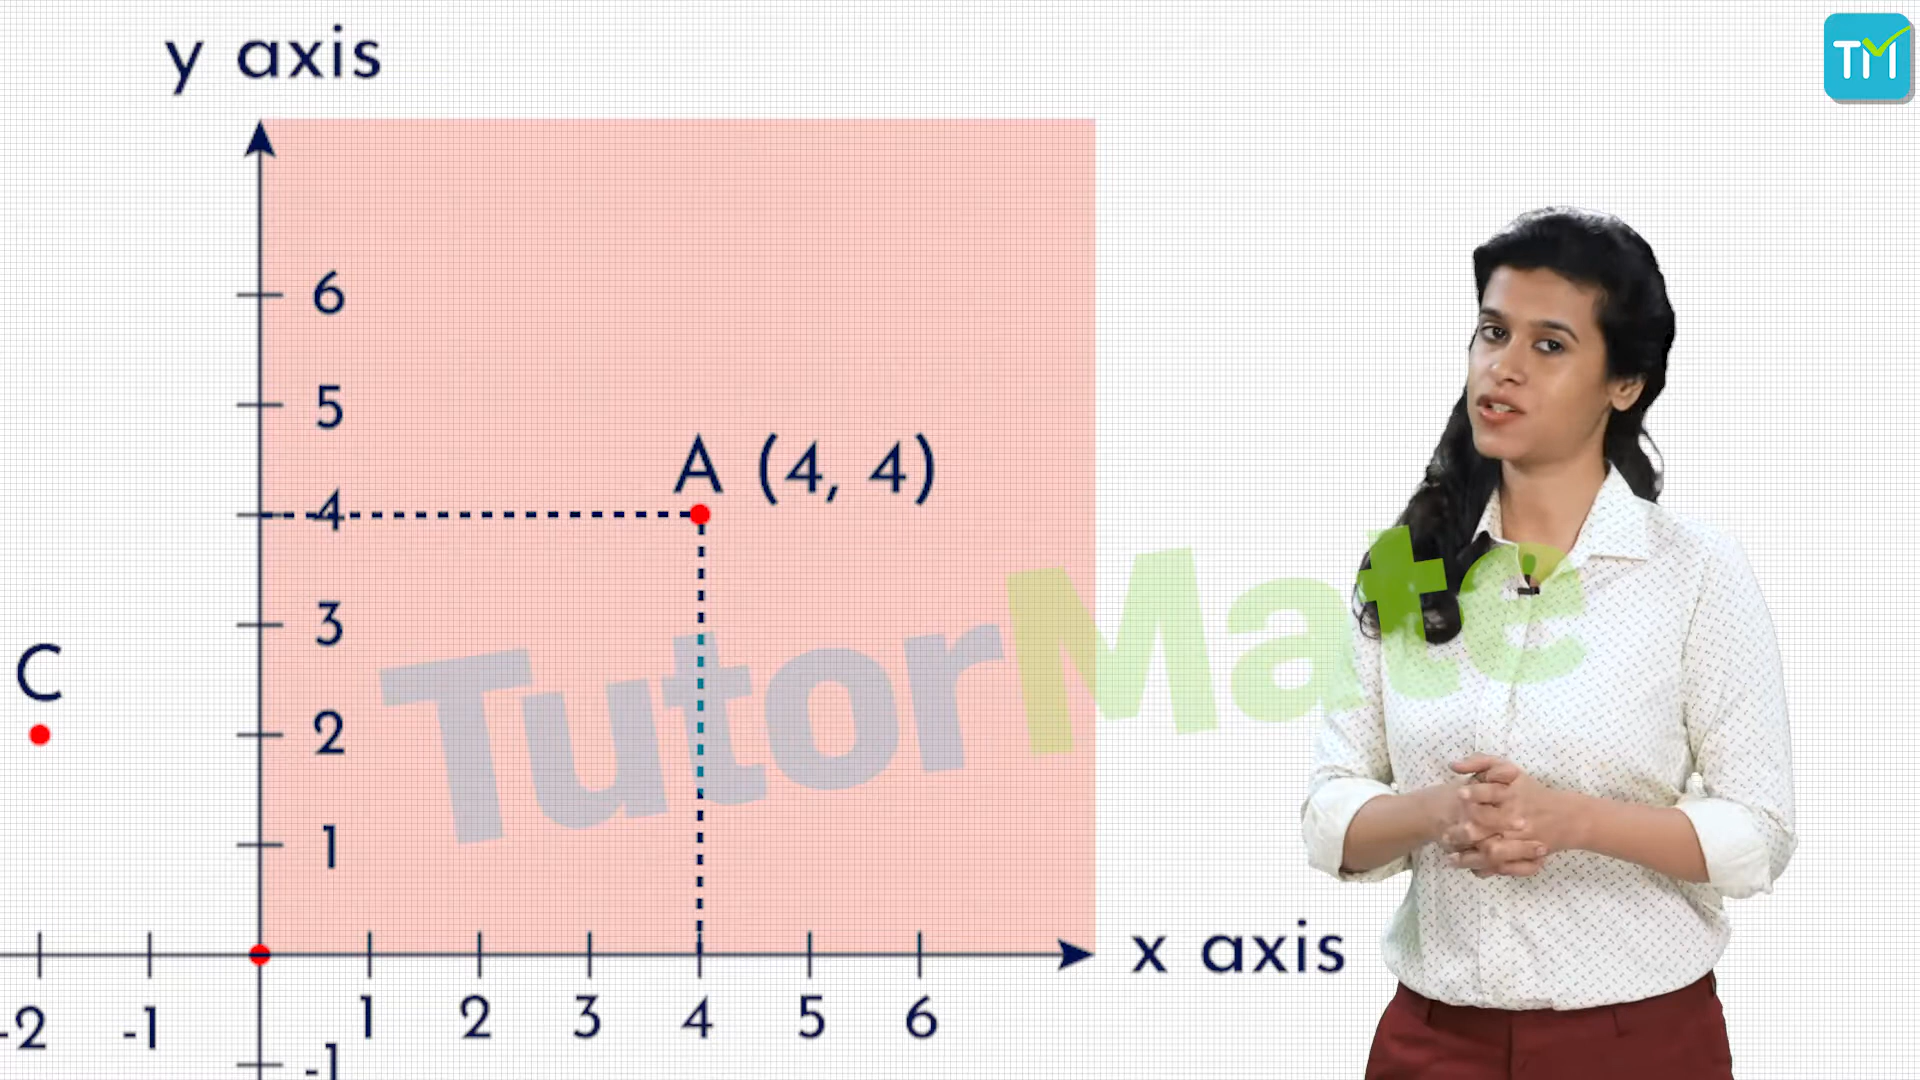 y axis
TM
6
5
A (4, 4)
4
3
TutorMate
C
2
1
x axis
-2 -1 1 2 3 4 5 6
-1